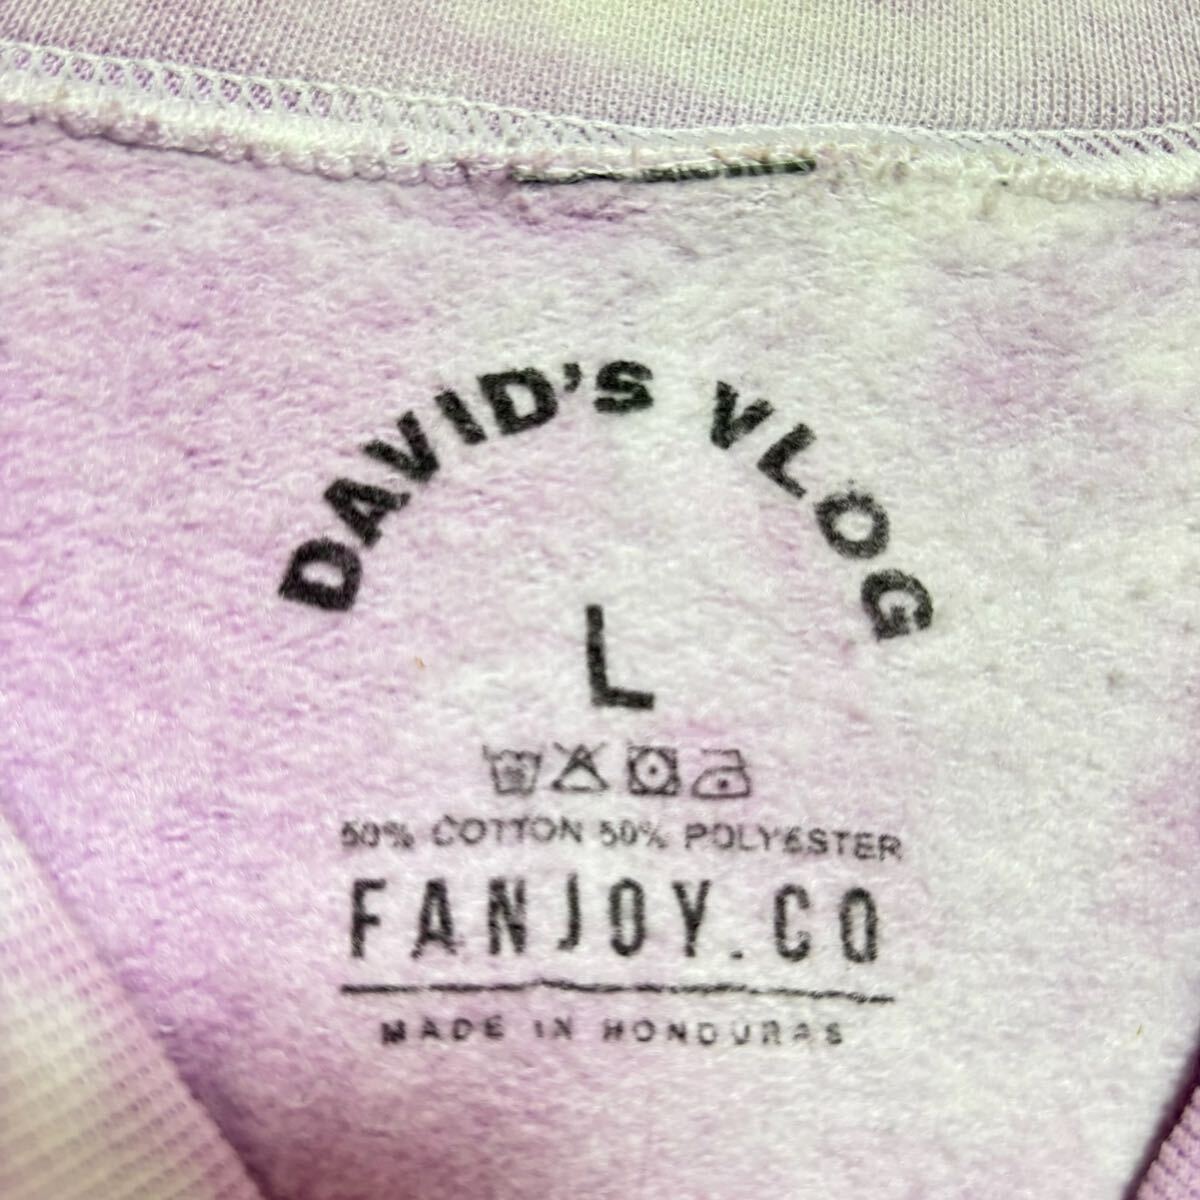 DAVID'S VLOG
L
50% COTTON 50% POLYESTER
FANJOY.CO
MADE IN HONDURAS